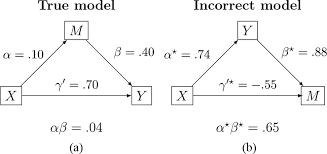 True model
Incorrect model
M
Y
α = .10
β = .40
α* = .74
β* = .88
γ′ = .70
γ′* = −.55
X
Y
X
M
αβ = .04
α*β* = .65
(a)
(b)